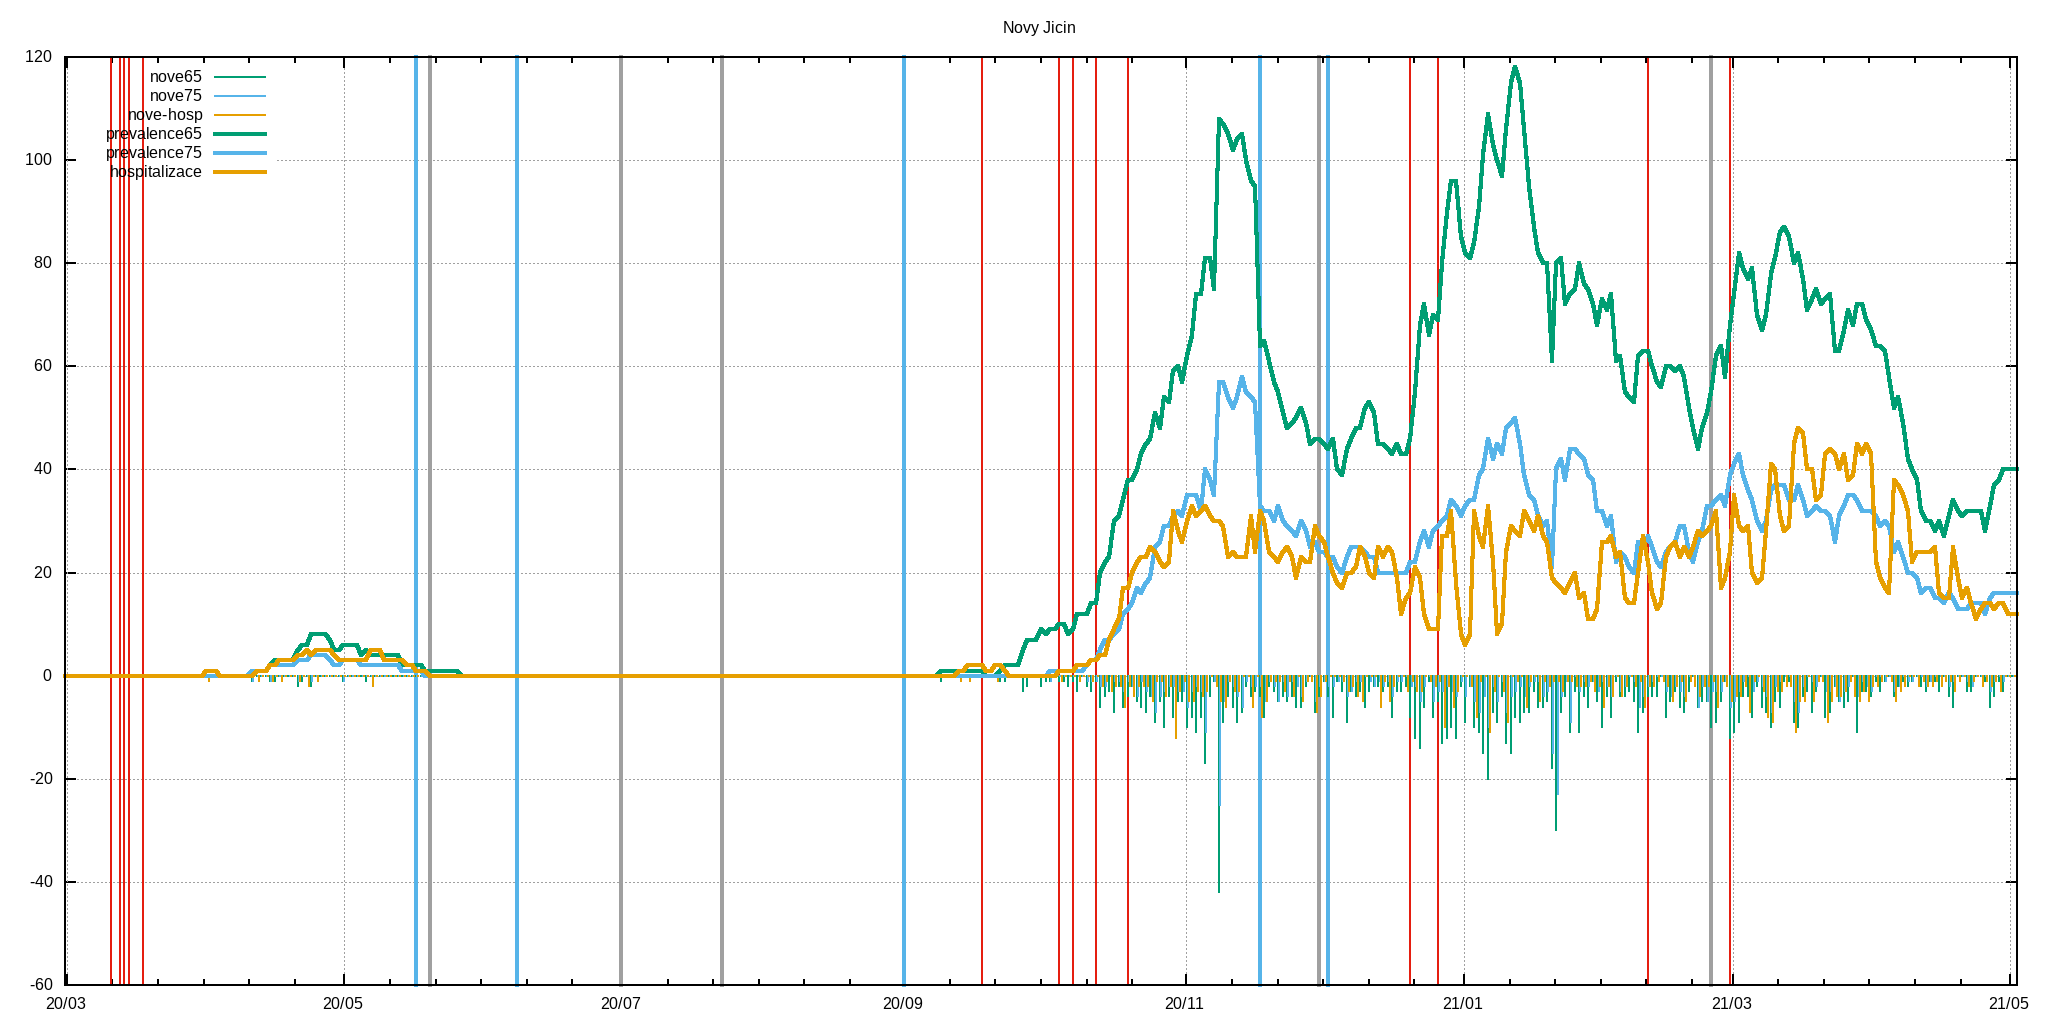 Novy Jicin
120
nove65
nove75
nove-hosp
prevalence65
prevalence75
hospitalizace
100
80
60
40
20
0
-20
-40
-60
20/03 20/05 20/07 20/09 20/11 21/01 21/03 21/05